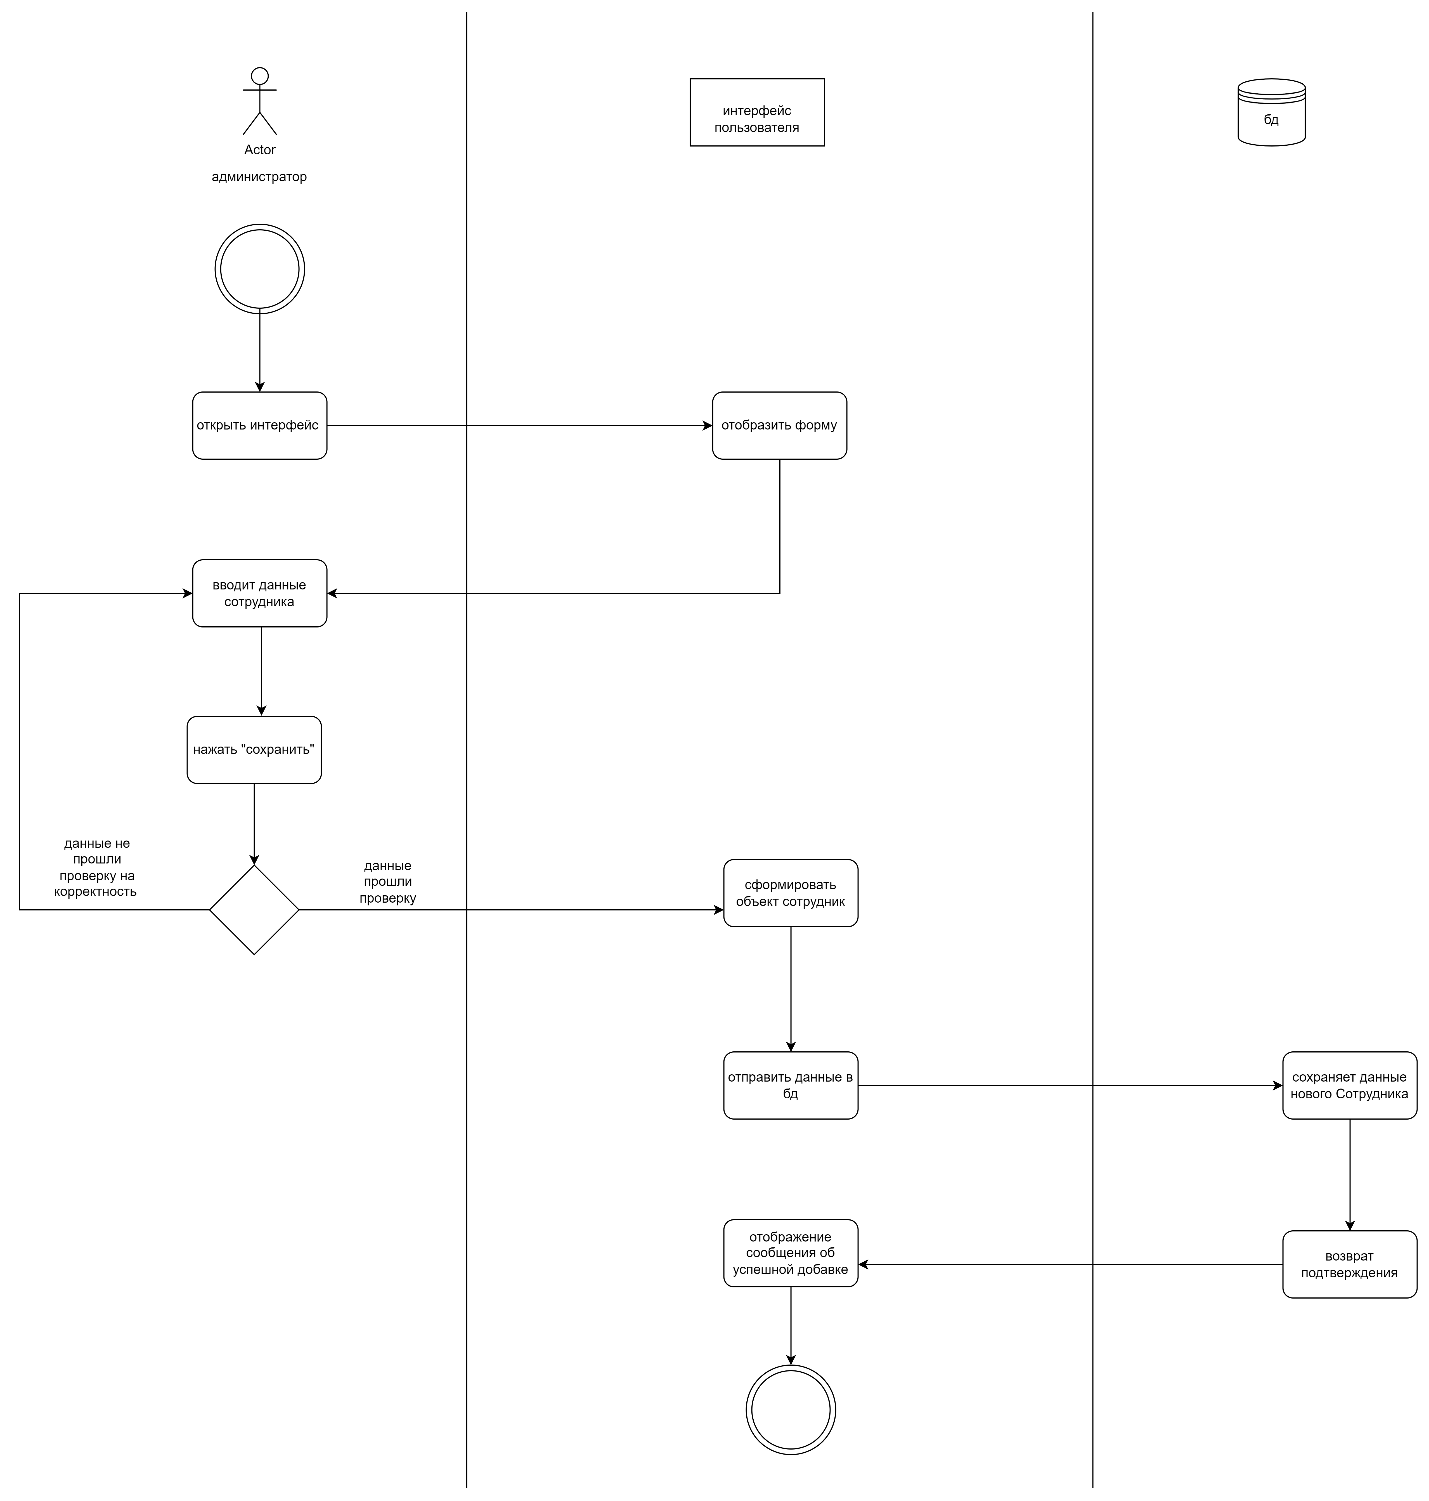 Actor
администратор
интерфейс
пользователя
бд
открыть интерфейс
отобразить форму
вводит данные
сотрудника
нажать "сохранить"
данные не
прошли
проверку на
корректность
данные
прошли
проверку
сформировать
объект сотрудник
отправить данные в
бд
сохраняет данные
нового Сотрудника
отображение
сообщения об
успешной добавке
возврат
подтверждения